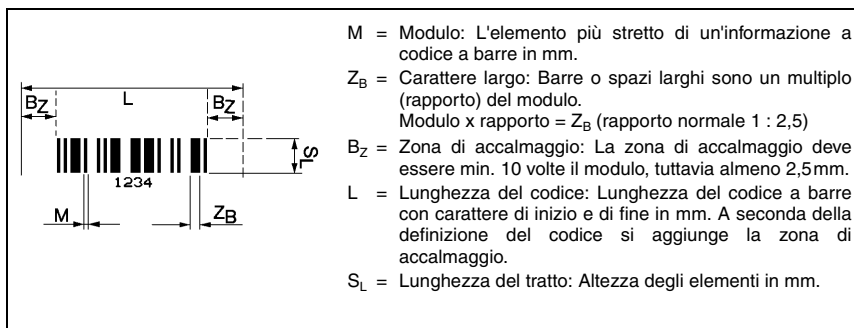 L
BZ
BZ
SL
1234
M
ZB
M = Modulo: L'elemento più stretto di un'informazione a
codice a barre in mm.
ZB = Carattere largo: Barre o spazi larghi sono un multiplo
(rapporto) del modulo.
Modulo x rapporto = ZB (rapporto normale 1 : 2,5)
BZ = Zona di accalmaggio: La zona di accalmaggio deve
essere min. 10 volte il modulo, tuttavia almeno 2,5mm.
L = Lunghezza del codice: Lunghezza del codice a barre
con carattere di inizio e di fine in mm. A seconda della
definizione del codice si aggiunge la zona di
accalmaggio.
SL = Lunghezza del tratto: Altezza degli elementi in mm.